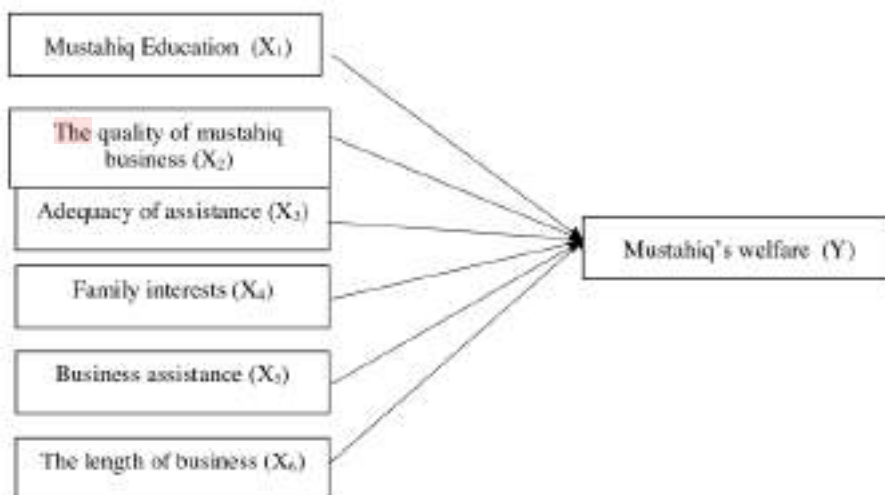 Mustahiq Education (X₁)
The quality of mustahiq
business (X₂)
Adequacy of assistance (X₃)
Family interests (X₄)
Business assistance (X₅)
The length of business (X₆)
Mustahiq's welfare (Y)